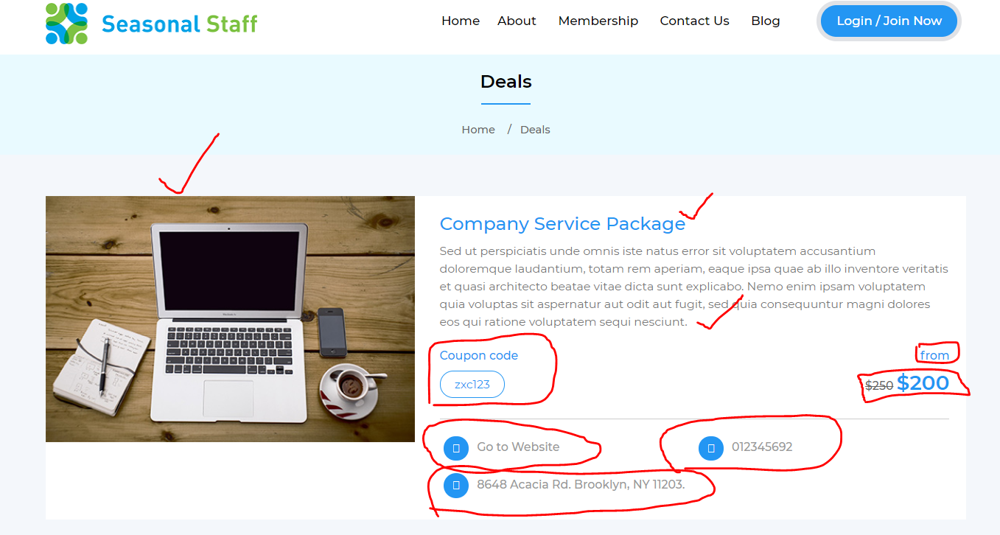 Seasonal Staff
Home About Membership Contact Us Blog Login / Join Now
Deals
Home / Deals
Company Service Package
Sed ut perspiciatis unde omnis iste natus error sit voluptatem accusantium
doloremque laudantium, totam rem aperiam, eaque ipsa quae ab illo inventore veritatis
et quasi architecto beatae vitae dicta sunt explicabo. Nemo enim ipsam voluptatem
quia voluptas sit aspernatur aut odit aut fugit, sed quia consequuntur magni dolores
eos qui ratione voluptatem sequi nesciunt.
Coupon code
zxc123
from
$250 $200
Go to Website
012345692
8648 Acacia Rd. Brooklyn, NY 11203.